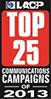 LACP
TOP
25
COMMUNICATIONS
CAMPAIGNS
OF
2013